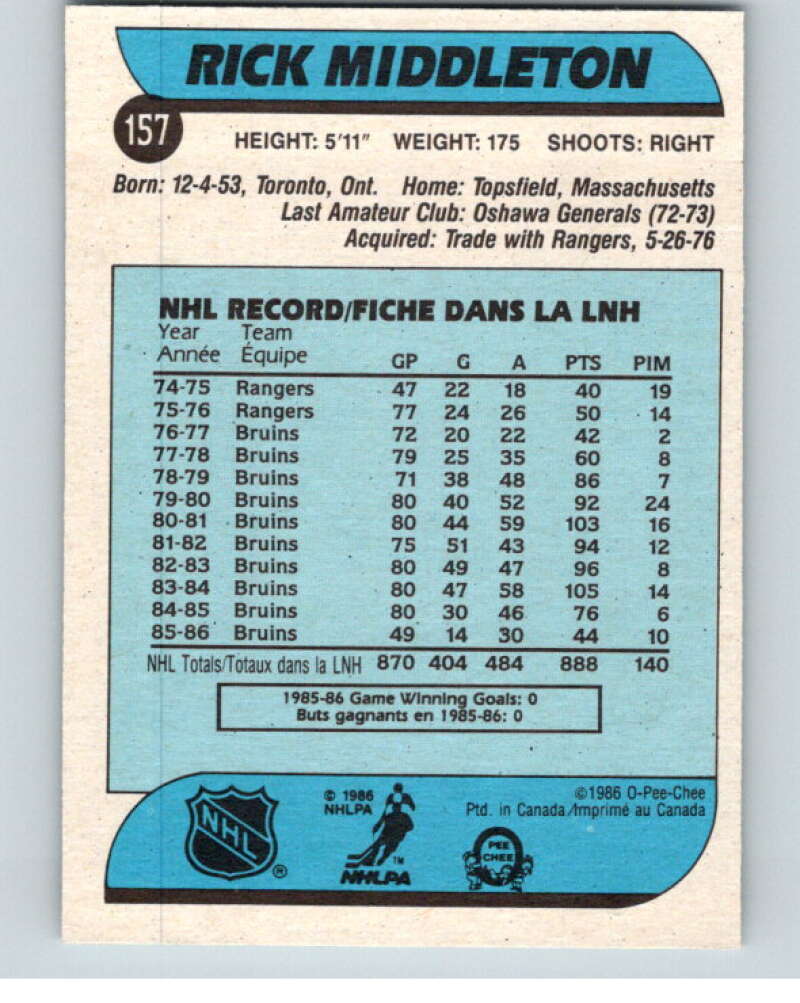 RICK MIDDLETON
157
HEIGHT: 5'11" WEIGHT: 175 SHOOTS: RIGHT
Born: 12-4-53, Toronto, Ont. Home: Topsfield, Massachusetts
Last Amateur Club: Oshawa Generals (72-73)
Acquired: Trade with Rangers, 5-26-76
NHL RECORD/FICHE DANS LA LNH
Year Team
Année Équipe GP G A PTS PIM
74-75 Rangers 47 22 18 40 19
75-76 Rangers 77 24 26 50 14
76-77 Bruins 72 20 22 42 2
77-78 Bruins 79 25 35 60 8
78-79 Bruins 71 38 48 86 7
79-80 Bruins 80 40 52 92 24
80-81 Bruins 80 44 59 103 16
81-82 Bruins 75 51 43 94 12
82-83 Bruins 80 49 47 96 8
83-84 Bruins 80 47 58 105 14
84-85 Bruins 80 30 46 76 6
85-86 Bruins 49 14 30 44 10
NHL Totals/Totaux dans la LNH 870 404 484 888 140
1985-86 Game Winning Goals: 0
Buts gagnants en 1985-86: 0
NHL ®
© 1986
NHLPA
TM
NHLPA
©1986 O-Pee-Chee
Ptd. in Canada/Imprimé au Canada
PEE
CHEE